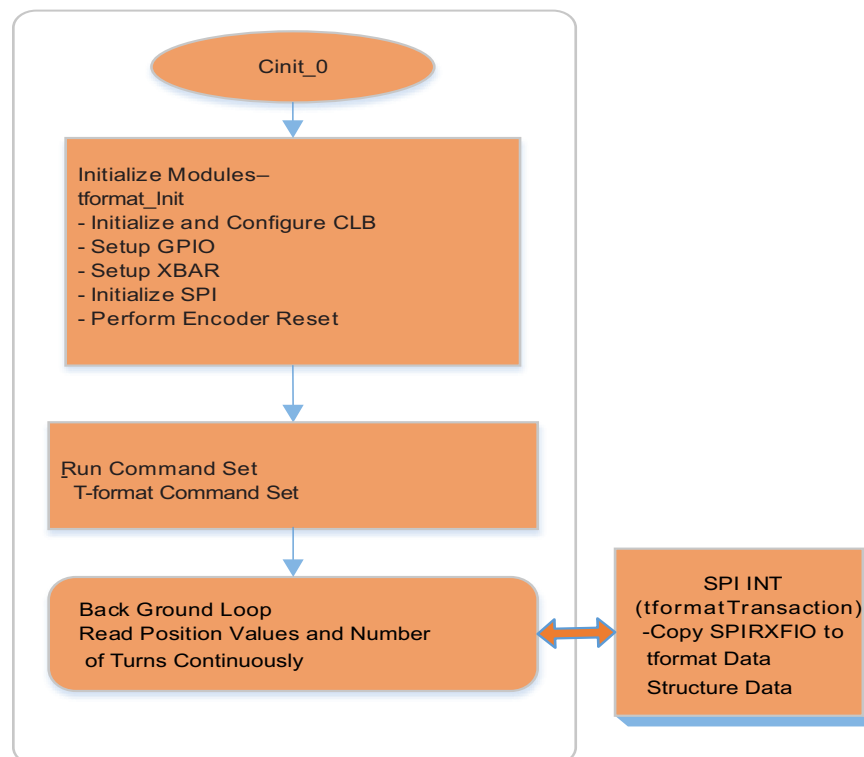 Cinit_0
Initialize Modules–
tformat_Init
- Initialize and Configure CLB
- Setup GPIO
- Setup XBAR
- Initialize SPI
- Perform Encoder Reset
Run Command Set
T-format Command Set
Back Ground Loop
Read Position Values and Number
of Turns Continuously
SPI INT
(tformatTransaction)
-Copy SPIRXFIO to
tformat Data
Structure Data